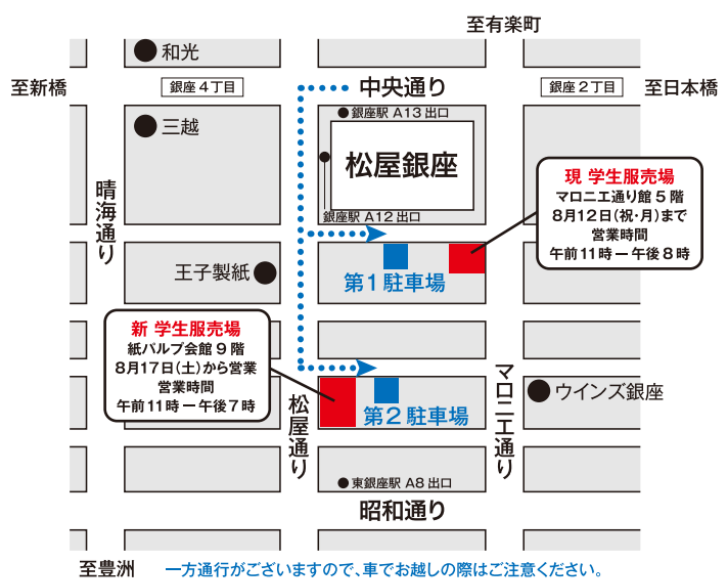 至有楽町
和光
至新橋
銀座4丁目
中央通り
銀座2丁目
至日本橋
銀座駅 A13 出口
三越
松屋銀座
現 学生服売場
マロニエ通り館 5 階
8月12日(祝・月)まで
営業時間
午前11時ー午後8時
晴海通り
銀座駅 A12 出口
王子製紙
第1駐車場
新 学生服売場
紙パルプ会館 9 階
8月17日(土)から営業
営業時間
午前11時ー午後7時
松屋通り
第2駐車場
マロニエ通り
ウインズ銀座
東銀座駅 A8 出口
昭和通り
至豊洲
一方通行がございますので、車でお越しの際はご注意ください。